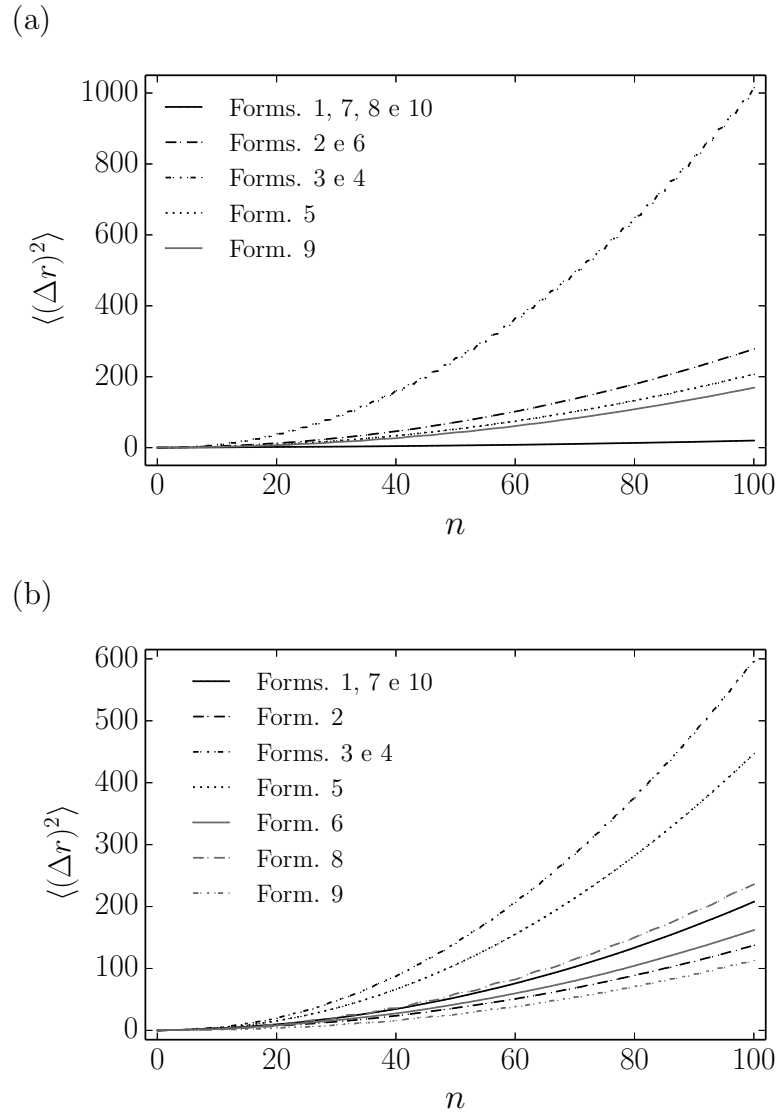 (a)
1000
800
600
400
200
0
⟨(Δr)²⟩
Forms. 1, 7, 8 e 10
Forms. 2 e 6
Forms. 3 e 4
Form. 5
Form. 9
0 20 40 60 80 100
n
(b)
600
500
400
300
200
100
0
⟨(Δr)²⟩
Forms. 1, 7 e 10
Form. 2
Forms. 3 e 4
Form. 5
Form. 6
Form. 8
Form. 9
0 20 40 60 80 100
n